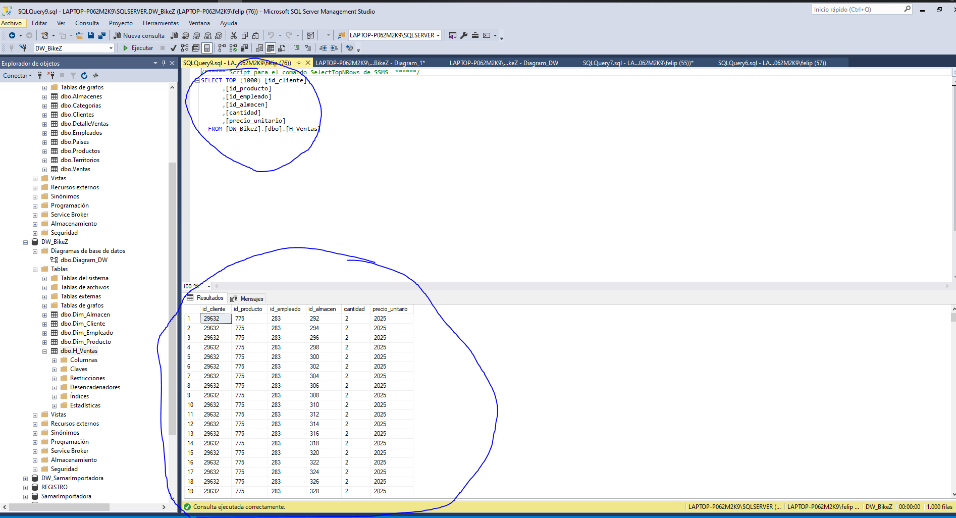 SQLQuery9.sql - LAPTOP-P062M2K9\SQLSERVER.DW_BikeZ (LAPTOP-P062M2K9\felip (76)) - Microsoft SQL Server Management Studio
Inicio rápido (Ctrl+Q)
Archivo Editar Ver Consulta Proyecto Herramientas Ventana Ayuda
Nueva consulta
LAPTOP-P062M2K9\SQLSERVER
DW_BikeZ
Ejecutar
Explorador de objetos
Conectar
Tablas de grafos
dbo.Almacenes
dbo.Categorias
dbo.Clientes
dbo.DetalleVentas
dbo.Empleados
dbo.Paises
dbo.Productos
dbo.Territorios
dbo.Ventas
Vistas
Recursos externos
Sinónimos
Programación
Service Broker
Almacenamiento
Seguridad
DW_BikeZ
Diagramas de base de datos
dbo.Diagram_DW
Tablas
Tablas del sistema
Tablas de archivos
Tablas externas
Tablas de grafos
dbo.Dim_Almacen
dbo.Dim_Cliente
dbo.Dim_Empleado
dbo.Dim_Producto
dbo.H_Ventas
Columnas
Claves
Restricciones
Desencadenadores
Índices
Estadísticas
Vistas
Recursos externos
Sinónimos
Programación
Service Broker
Almacenamiento
Seguridad
DW_SamarImportadora
REGISTRO
SamarImportadora
SQLQuery9.sql - LA...062M2K9\felip (76)) LAPTOP-P062M2K9\...BikeZ - Diagram_1* LAPTOP-P062M2K9\...keZ - Diagram_DW SQLQuery7.sql - LA...062M2K9\felip (55))* SQLQuery6.sql - LA...062M2K9\felip (57))
Script para el comando SelectTopNRows de SSMS ******/
SELECT TOP (1000) [id_cliente]
,[id_producto]
,[id_empleado]
,[id_almacen]
,[cantidad]
,[precio_unitario]
FROM [DW_BikeZ].[dbo].[H_Ventas]
100 %
Resultados Mensajes
id_cliente id_producto id_empleado id_almacen cantidad precio_unitario
1 29632 775 283 292 2 2025
2 29632 775 283 294 2 2025
3 29632 775 283 296 2 2025
4 29632 775 283 298 2 2025
5 29632 775 283 300 2 2025
6 29632 775 283 302 2 2025
7 29632 775 283 304 2 2025
8 29632 775 283 306 2 2025
9 29632 775 283 308 2 2025
10 29632 775 283 310 2 2025
11 29632 775 283 312 2 2025
12 29632 775 283 314 2 2025
13 29632 775 283 316 2 2025
14 29632 775 283 318 2 2025
15 29632 775 283 320 2 2025
16 29632 775 283 322 2 2025
17 29632 775 283 324 2 2025
18 29632 775 283 326 2 2025
19 29632 775 283 328 2 2025
Consulta ejecutada correctamente. LAPTOP-P062M2K9\SQLSERVER (... LAPTOP-P062M2K9\felip ... DW_BikeZ 00:00:00 1.000 filas